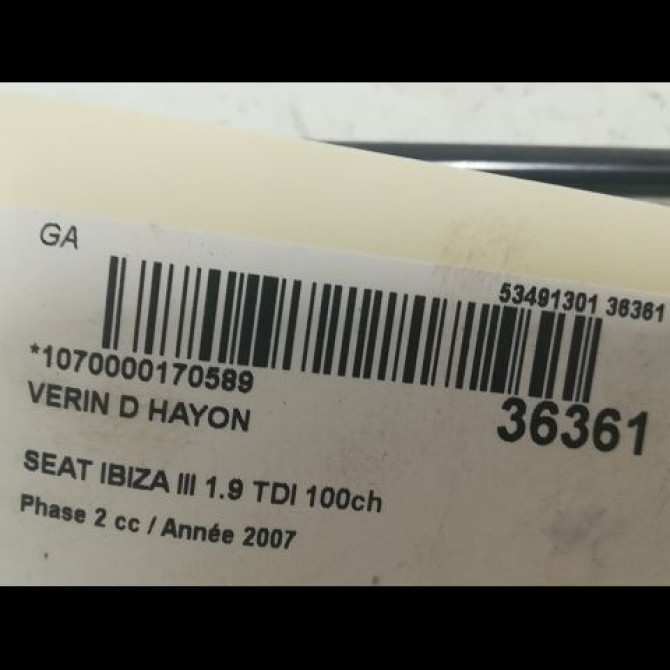 GA
53491301 36361
*1070000170589
36361
VERIN D HAYON
SEAT IBIZA III 1.9 TDI 100ch
Phase 2 cc / Année 2007